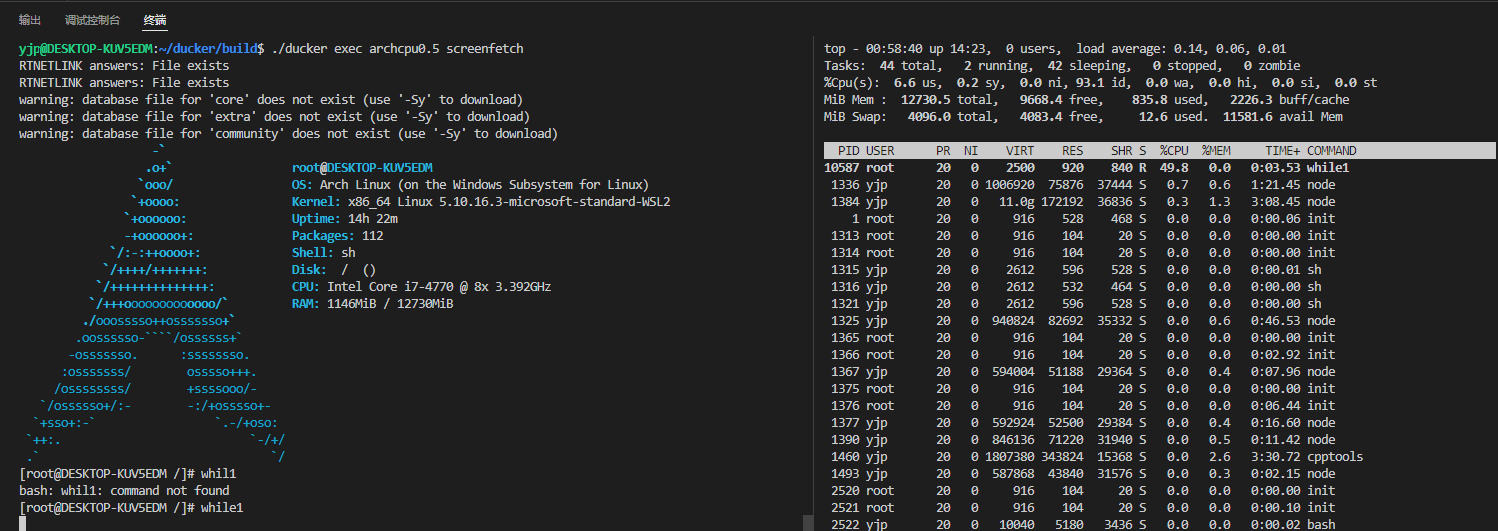 输出 调试控制台 终端
yjp@DESKTOP-KUV5EDM:~/ducker/build$ ./ducker exec archcpu0.5 screenfetch
RTNETLINK answers: File exists
RTNETLINK answers: File exists
warning: database file for 'core' does not exist (use '-Sy' to download)
warning: database file for 'extra' does not exist (use '-Sy' to download)
warning: database file for 'community' does not exist (use '-Sy' to download)
-`
.o+` root@DESKTOP-KUV5EDM
`ooo/ OS: Arch Linux (on the Windows Subsystem for Linux)
`+oooo: Kernel: x86_64 Linux 5.10.16.3-microsoft-standard-WSL2
`+oooooo: Uptime: 14h 22m
-+oooooo+: Packages: 112
`/:-:++oooo+: Shell: sh
`/++++/+++++++: Disk: / ()
`/++++++++++++++: CPU: Intel Core i7-4770 @ 8x 3.392GHz
`/+++ooooooooooooo/` RAM: 1146MiB / 12730MiB
./ooosssso++osssssso+`
.oossssso-````/ossssss+`
-osssssso. :ssssssso.
:osssssss/ osssso+++.
/ossssssss/ +ssssooo/-
`/ossssso+/:- -:/+osssso+-
`+sso+:-` `.-/+oso:
`++:. `-/+/
.` `/
[root@DESKTOP-KUV5EDM /]# whil1
bash: whil1: command not found
[root@DESKTOP-KUV5EDM /]# while1
top - 00:58:40 up 14:23, 0 users, load average: 0.14, 0.06, 0.01
Tasks: 44 total, 2 running, 42 sleeping, 0 stopped, 0 zombie
%Cpu(s): 6.6 us, 0.2 sy, 0.0 ni, 93.1 id, 0.0 wa, 0.0 hi, 0.0 si, 0.0 st
MiB Mem : 12730.5 total, 9668.4 free, 835.8 used, 2226.3 buff/cache
MiB Swap: 4096.0 total, 4083.4 free, 12.6 used. 11581.6 avail Mem
PID USER PR NI VIRT RES SHR S %CPU %MEM TIME+ COMMAND
10587 root 20 0 2500 920 840 R 49.8 0.0 0:03.53 while1
1336 yjp 20 0 1006920 75876 37444 S 0.7 0.6 1:21.45 node
1384 yjp 20 0 11.0g 172192 36836 S 0.3 1.3 3:08.45 node
1 root 20 0 916 528 468 S 0.0 0.0 0:00.06 init
1313 root 20 0 916 104 20 S 0.0 0.0 0:00.00 init
1314 root 20 0 916 104 20 S 0.0 0.0 0:00.00 init
1315 yjp 20 0 2612 596 528 S 0.0 0.0 0:00.01 sh
1316 yjp 20 0 2612 532 464 S 0.0 0.0 0:00.00 sh
1321 yjp 20 0 2612 596 528 S 0.0 0.0 0:00.00 sh
1325 yjp 20 0 940824 82692 35332 S 0.0 0.6 0:46.53 node
1365 root 20 0 916 104 20 S 0.0 0.0 0:00.00 init
1366 root 20 0 916 104 20 S 0.0 0.0 0:02.92 init
1367 yjp 20 0 594004 51188 29364 S 0.0 0.4 0:07.96 node
1375 root 20 0 916 104 20 S 0.0 0.0 0:00.00 init
1376 root 20 0 916 104 20 S 0.0 0.0 0:06.44 init
1377 yjp 20 0 592924 52500 29384 S 0.0 0.4 0:16.60 node
1390 yjp 20 0 846136 71220 31940 S 0.0 0.5 0:11.42 node
1460 yjp 20 0 1807380 343824 15368 S 0.0 2.6 3:30.72 cpptools
1493 yjp 20 0 587868 43840 31576 S 0.0 0.3 0:02.15 node
2520 root 20 0 916 104 20 S 0.0 0.0 0:00.00 init
2521 root 20 0 916 104 20 S 0.0 0.0 0:00.10 init
2522 yjp 20 0 10040 5180 3436 S 0.0 0.0 0:00.02 bash